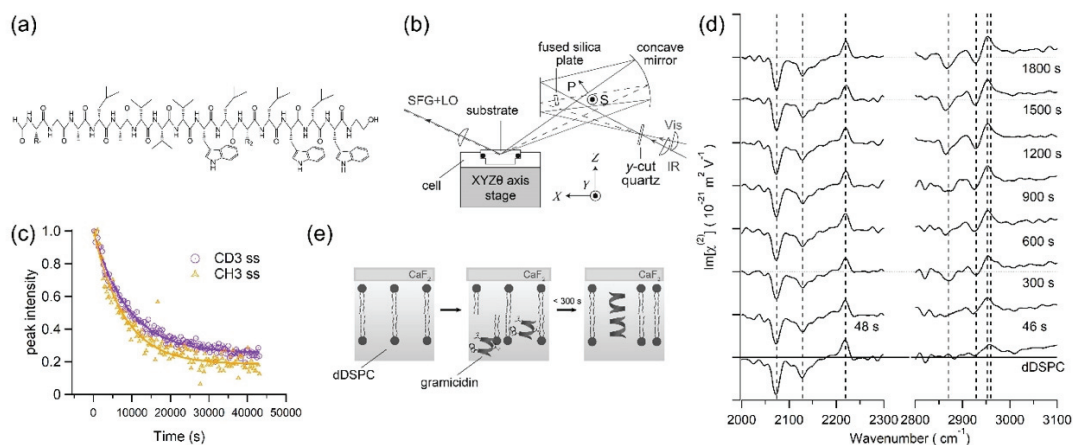 (a)
(b)
fused silica
plate
concave
mirror
P
S
SFG+LO
substrate
cell
XYZθ axis
stage
Z
X
Y
y-cut
quartz
Vis
IR
(c)
peak intensity
1.0
0.8
0.6
0.4
0.2
0
CD3 ss
CH3 ss
0
10000
20000
30000
40000
50000
Time (s)
(d)
Im[χ(2)] ( 10-21 m2 V-1)
1800 s
1500 s
1200 s
900 s
600 s
300 s
48 s
46 s
dDSPC
2000
2100
2200
2300
2800
2900
3000
3100
Wavenumber ( cm-1)
(e)
CaF2
CaF2
CaF2
< 300 s
dDSPC
gramicidin